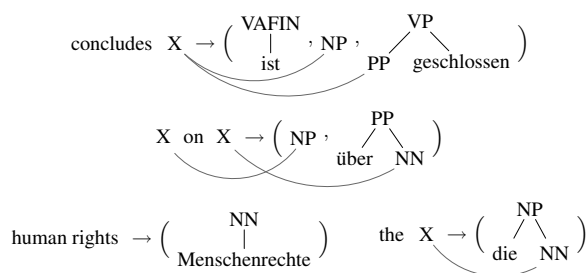 concludes X → ( VAFIN ist , NP , VP PP geschlossen )
X on X → ( NP , PP über NN )
human rights → ( NN Menschenrechte ) the X → ( NP die NN )